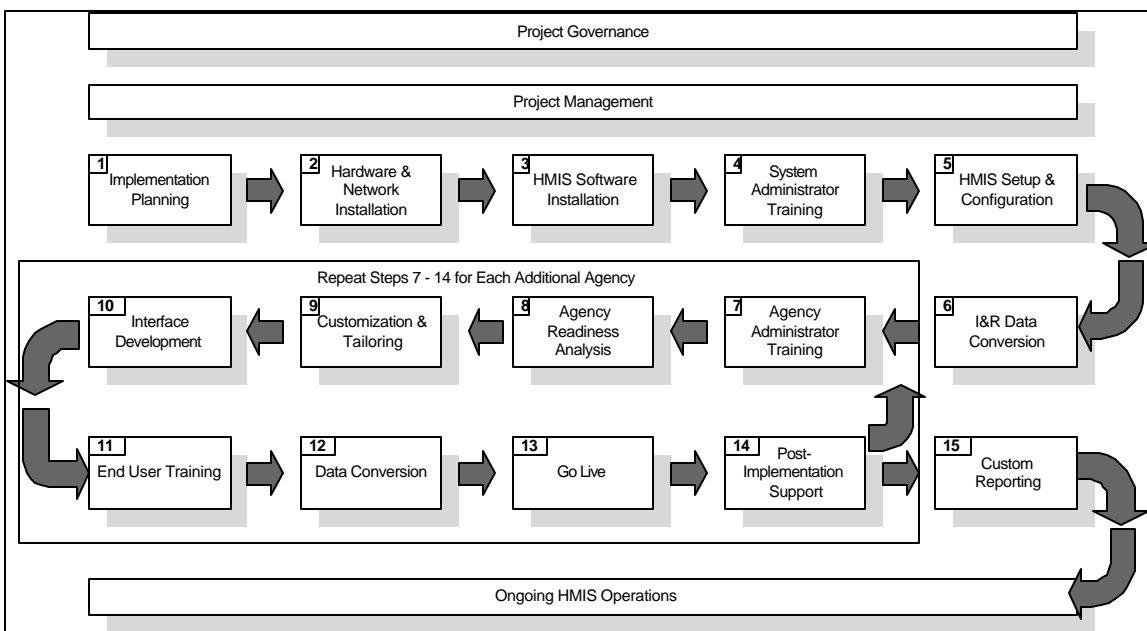 Project Governance
Project Management
1
Implementation
Planning
2
Hardware &
Network
Installation
3
HMIS Software
Installation
4
System
Administrator
Training
5
HMIS Setup &
Configuration
Repeat Steps 7 - 14 for Each Additional Agency
10
Interface
Development
9
Customization &
Tailoring
8
Agency
Readiness
Analysis
7
Agency
Administrator
Training
6
I&R Data
Conversion
11
End User Training
12
Data Conversion
13
Go Live
14
Post-
Implementation
Support
15
Custom
Reporting
Ongoing HMIS Operations